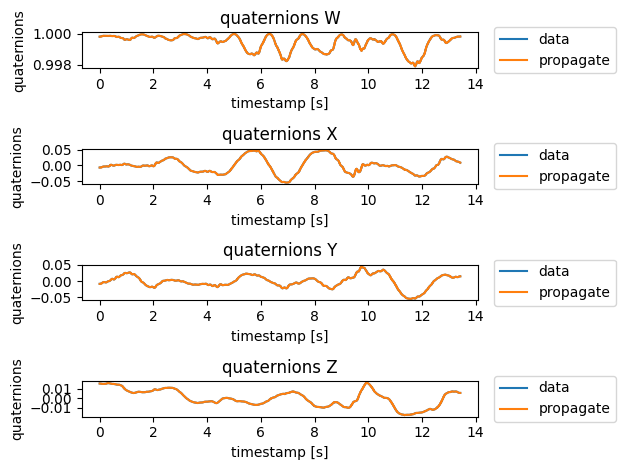 quaternions W
quaternions
1.000
0.998
0 2 4 6 8 10 12 14
timestamp [s]
data
propagate
quaternions X
quaternions
0.05
0.00
−0.05
0 2 4 6 8 10 12 14
timestamp [s]
data
propagate
quaternions Y
quaternions
0.05
0.00
−0.05
0 2 4 6 8 10 12 14
timestamp [s]
data
propagate
quaternions Z
quaternions
0.01
0.00
−0.01
0 2 4 6 8 10 12 14
timestamp [s]
data
propagate